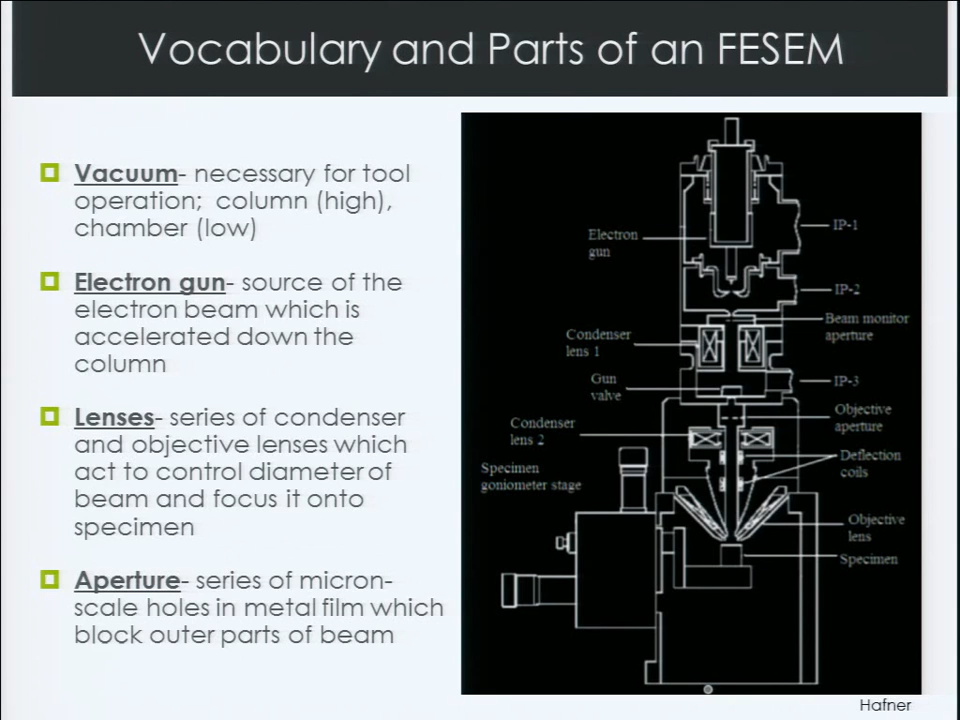 Vocabulary and Parts of an FESEM
Vacuum- necessary for tool
operation; column (high),
chamber (low)
Electron gun- source of the
electron beam which is
accelerated down the
column
Lenses- series of condenser
and objective lenses which
act to control diameter of
beam and focus it onto
specimen
Aperture- series of micron-
scale holes in metal film which
block outer parts of beam
Electron
gun
IP-1
IP-2
Beam monitor
aperture
Condenser
lens 1
Gun
valve
IP-3
Objective
aperture
Condenser
lens 2
Deflection
coils
Specimen
goniometer stage
Objective
lens
Specimen
Hafner